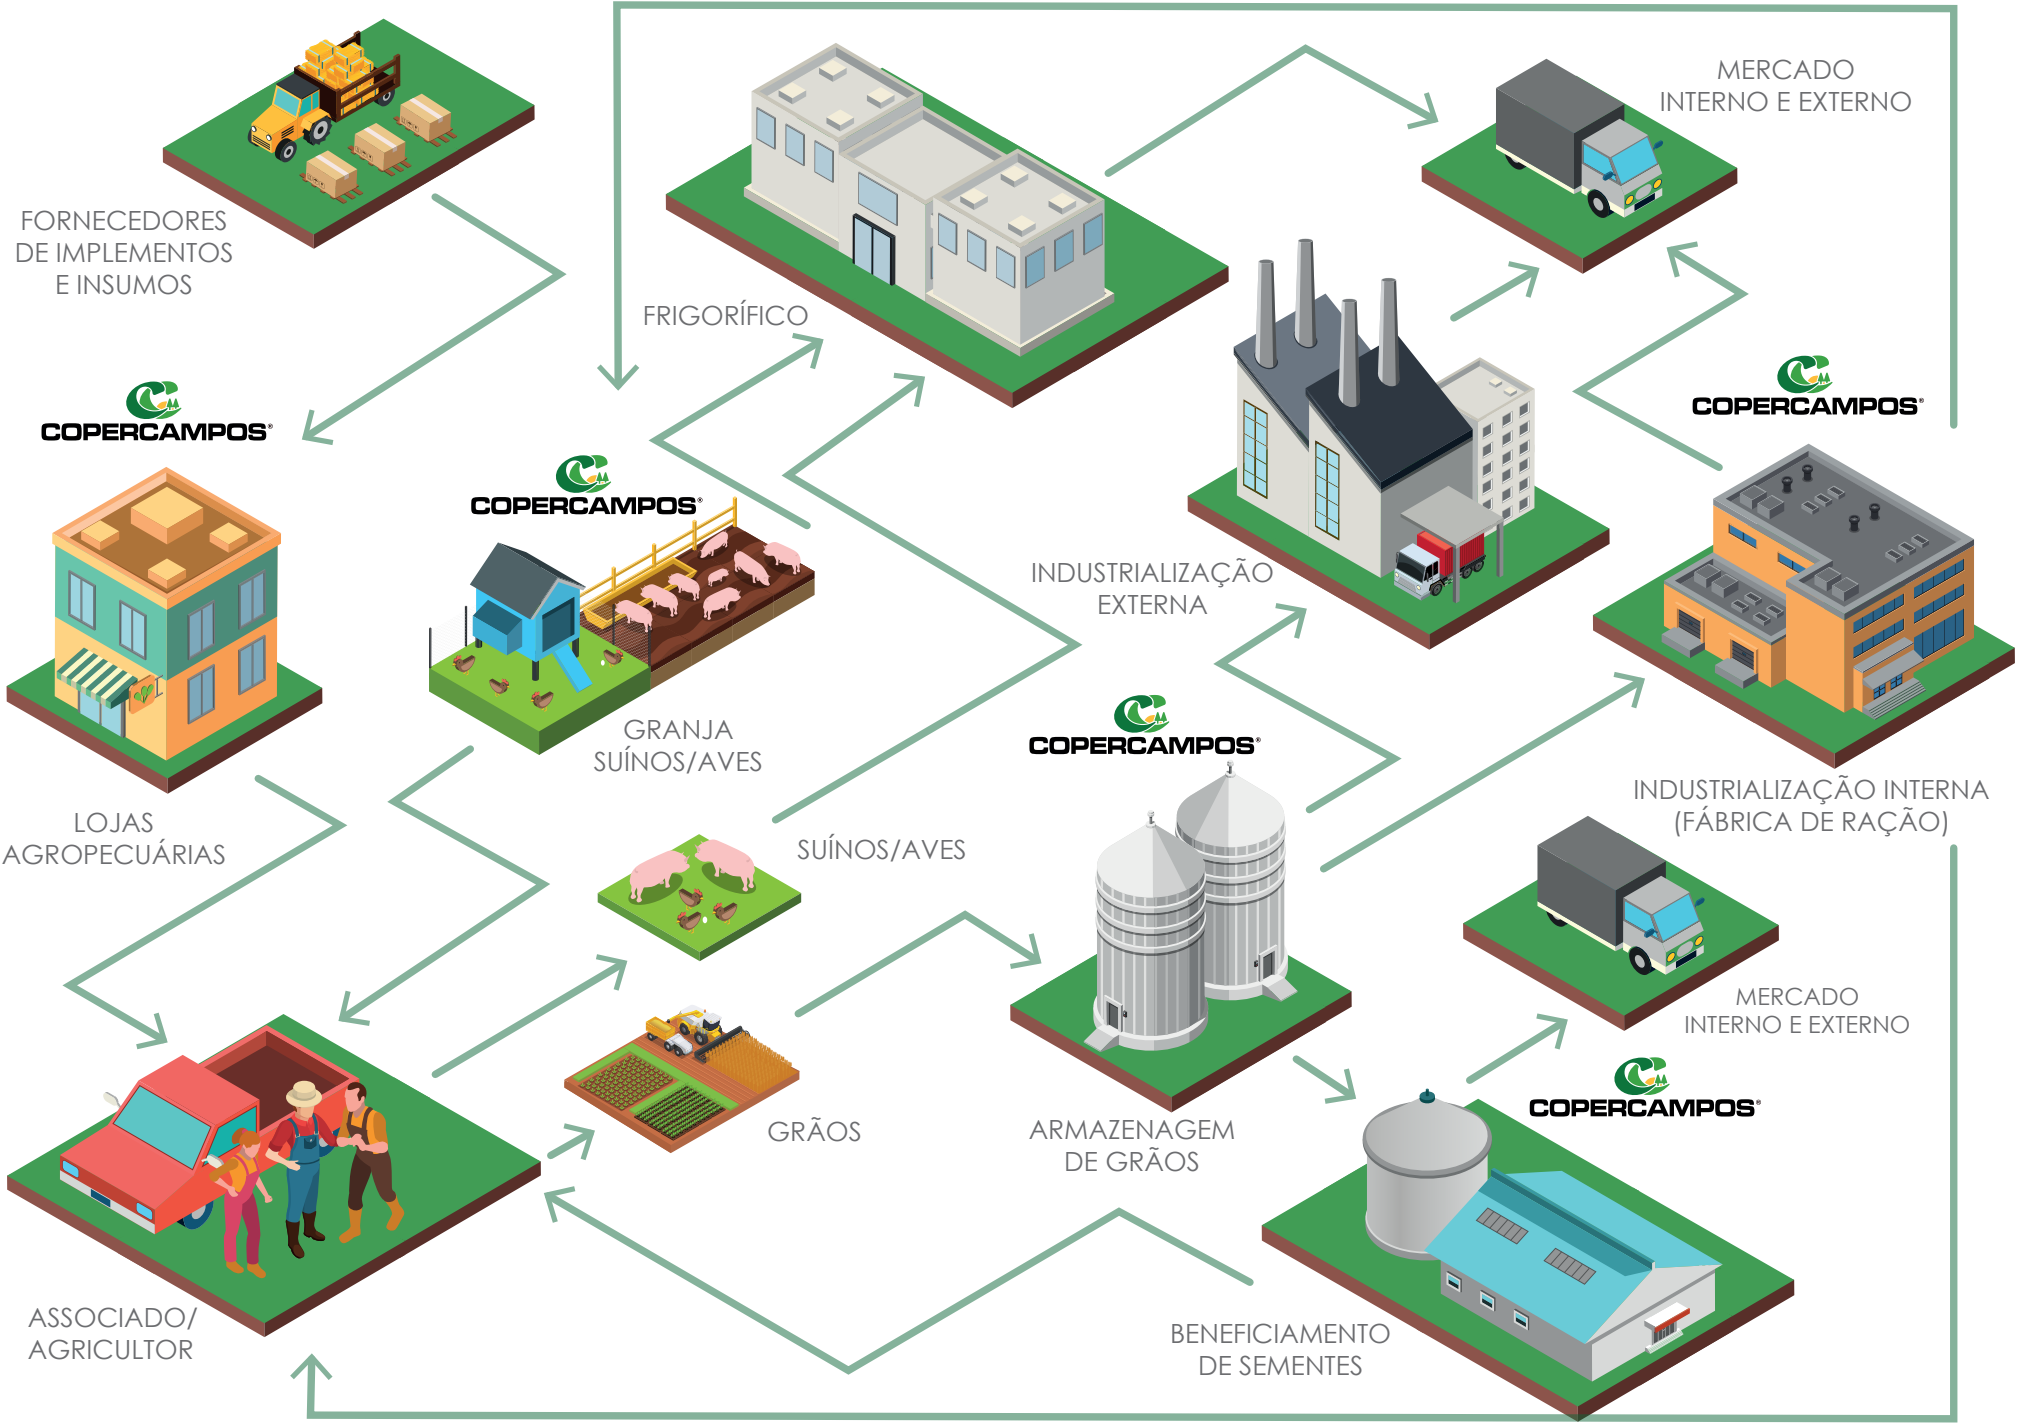 MERCADO
INTERNO E EXTERNO
FORNECEDORES
DE IMPLEMENTOS
E INSUMOS
FRIGORÍFICO
COPERCAMPOS®
COPERCAMPOS®
COPERCAMPOS®
INDUSTRIALIZAÇÃO
EXTERNA
GRANJA
SUÍNOS/AVES
COPERCAMPOS®
INDUSTRIALIZAÇÃO INTERNA
(FÁBRICA DE RAÇÃO)
LOJAS
AGROPECUÁRIAS
SUÍNOS/AVES
MERCADO
INTERNO E EXTERNO
COPERCAMPOS®
GRÃOS
ARMAZENAGEM
DE GRÃOS
ASSOCIADO/
AGRICULTOR
BENEFICIAMENTO
DE SEMENTES